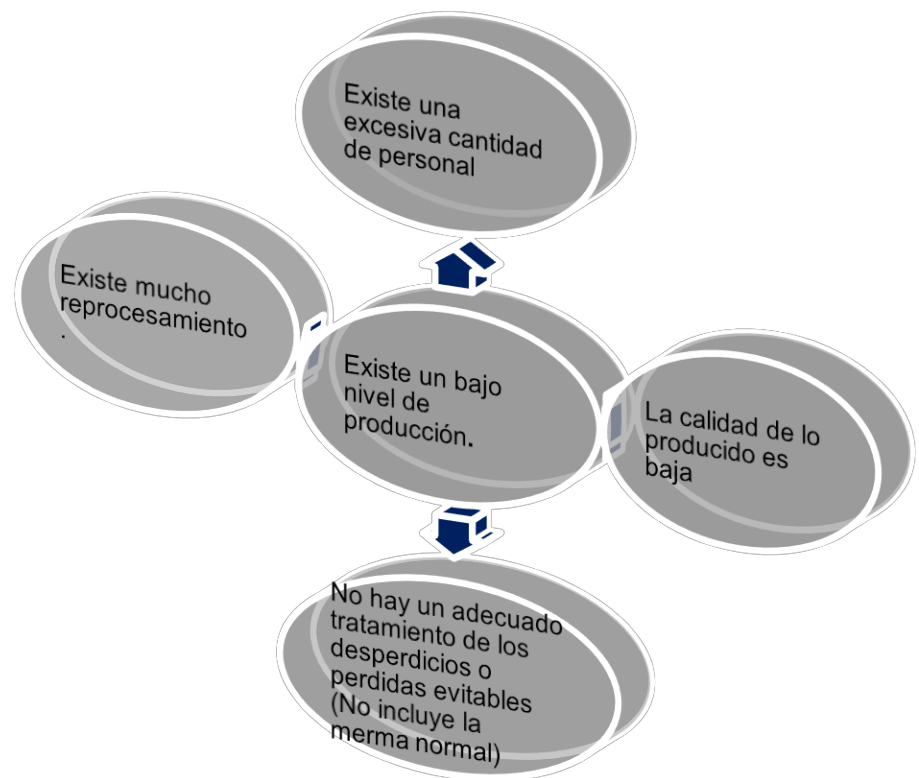 Existe una
excesiva cantidad
de personal
Existe mucho
reprocesamiento
.
Existe un bajo
nivel de
producción.
La calidad de lo
producido es
baja
No hay un adecuado
tratamiento de los
desperdicios o
perdidas evitables
(No incluye la
merma normal)